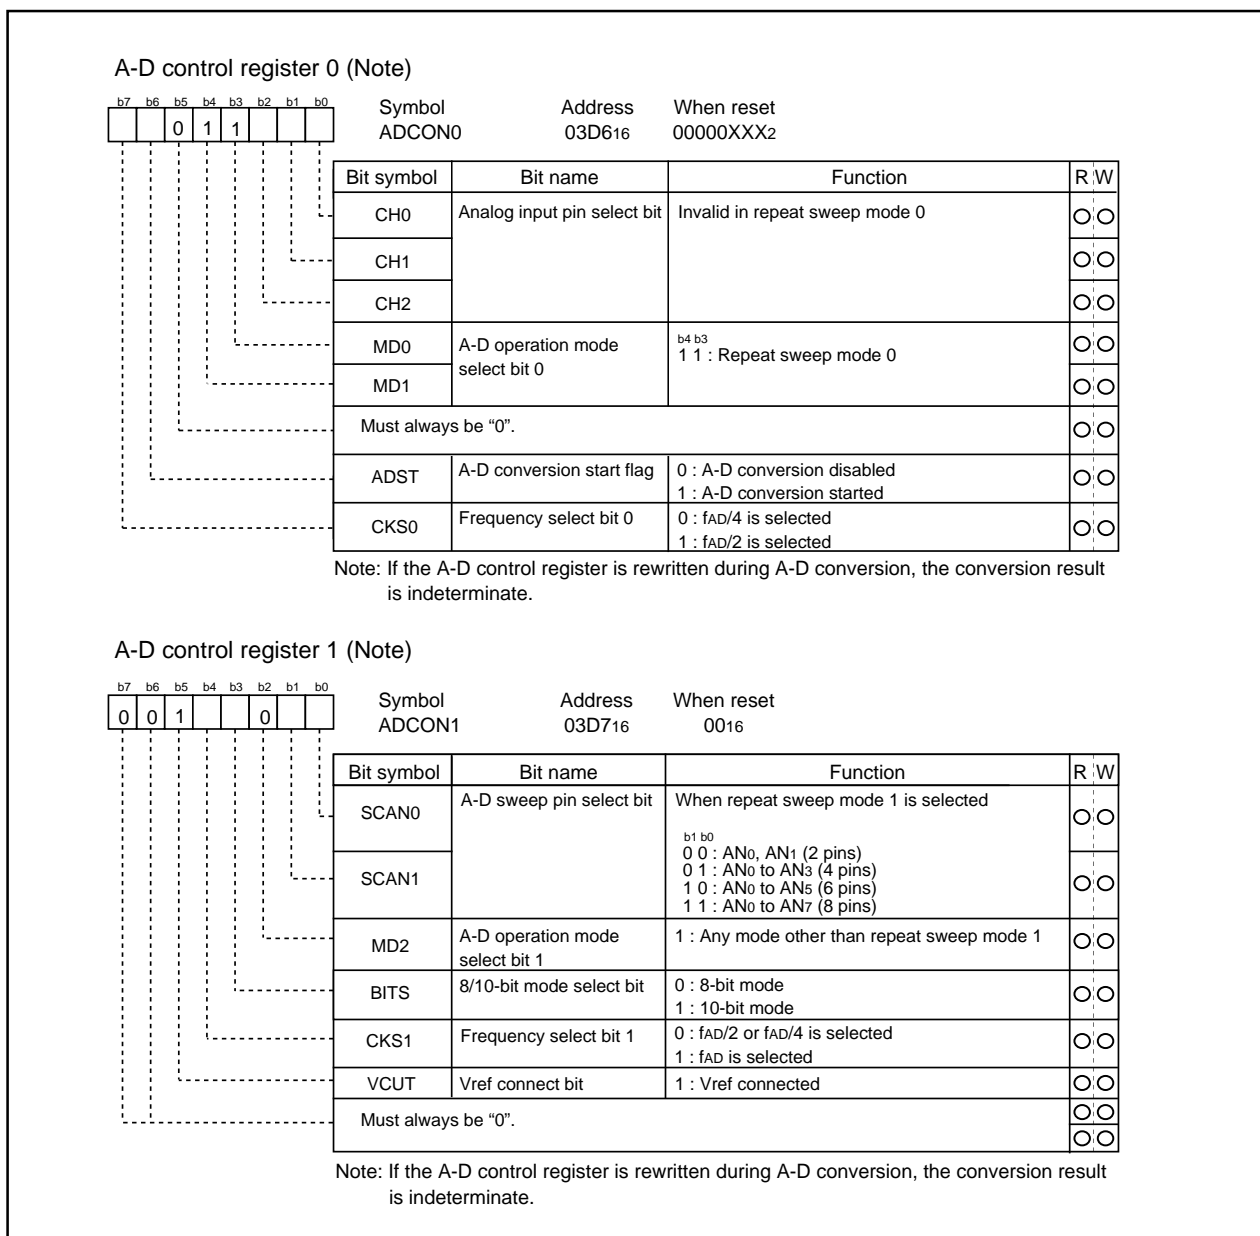 A-D control register 0 (Note)
b7 b6 b5 b4 b3 b2 b1 b0
0 1 1
Symbol Address When reset
ADCON0 03D616 00000XXX2
Bit symbol Bit name Function R W
CH0 Analog input pin select bit Invalid in repeat sweep mode 0
CH1
CH2
MD0 A-D operation mode select bit 0 b4 b3
1 1 : Repeat sweep mode 0
MD1
Must always be “0”.
ADST A-D conversion start flag 0 : A-D conversion disabled
1 : A-D conversion started
CKS0 Frequency select bit 0 0 : fAD/4 is selected
1 : fAD/2 is selected
Note: If the A-D control register is rewritten during A-D conversion, the conversion result
is indeterminate.
A-D control register 1 (Note)
b7 b6 b5 b4 b3 b2 b1 b0
0 0 1 0
Symbol Address When reset
ADCON1 03D716 0016
Bit symbol Bit name Function R W
SCAN0 A-D sweep pin select bit When repeat sweep mode 1 is selected
b1 b0
0 0 : AN0, AN1 (2 pins)
0 1 : AN0 to AN3 (4 pins)
1 0 : AN0 to AN5 (6 pins)
1 1 : AN0 to AN7 (8 pins)
SCAN1
MD2 A-D operation mode select bit 1 1 : Any mode other than repeat sweep mode 1
BITS 8/10-bit mode select bit 0 : 8-bit mode
1 : 10-bit mode
CKS1 Frequency select bit 1 0 : fAD/2 or fAD/4 is selected
1 : fAD is selected
VCUT Vref connect bit 1 : Vref connected
Must always be “0”.
Note: If the A-D control register is rewritten during A-D conversion, the conversion result
is indeterminate.